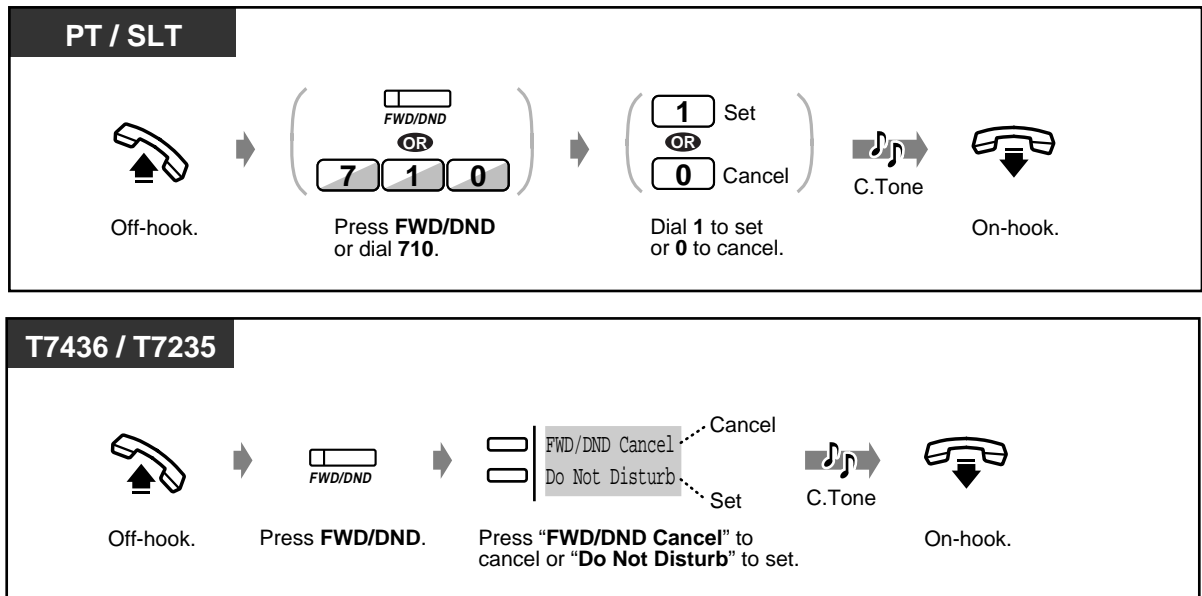 PT / SLT
FWD/DND
OR
7 1 0
1 Set
OR
0 Cancel
C.Tone
Off-hook.
Press FWD/DND
or dial 710.
Dial 1 to set
or 0 to cancel.
On-hook.
T7436 / T7235
FWD/DND
FWD/DND Cancel
Do Not Disturb
Cancel
Set
C.Tone
Off-hook.
Press FWD/DND.
Press “FWD/DND Cancel” to
cancel or “Do Not Disturb” to set.
On-hook.